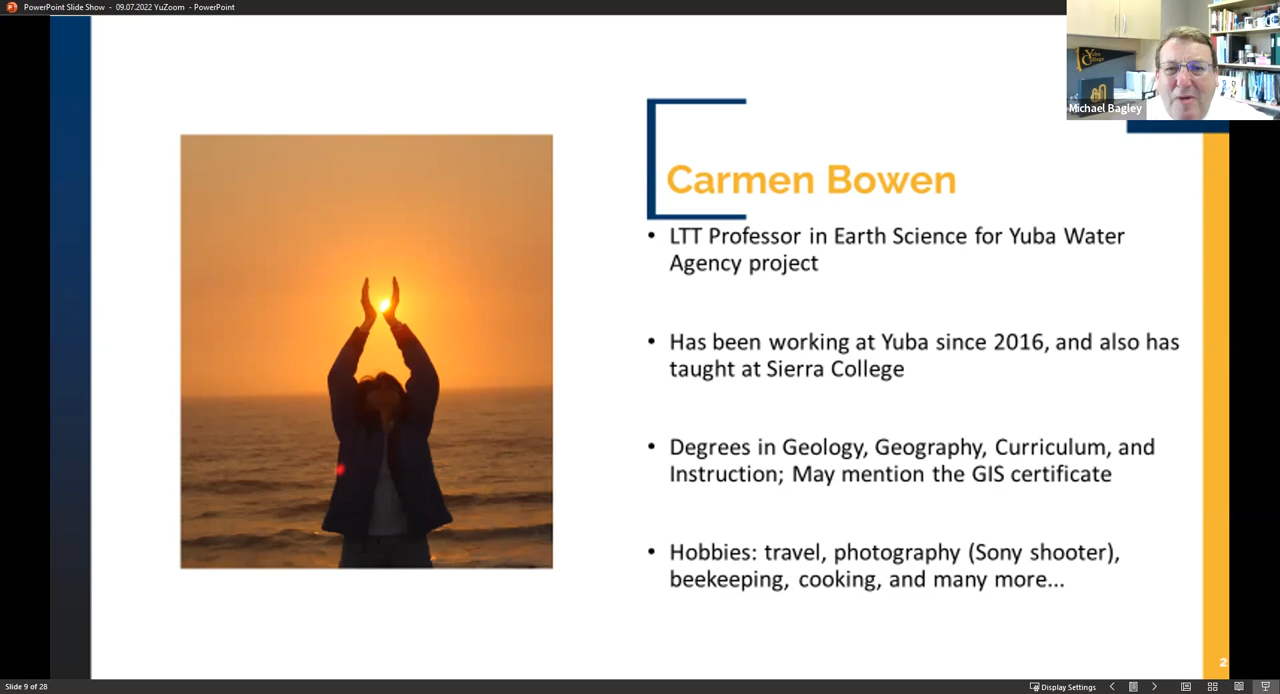 PowerPoint Slide Show - 09.07.2022 YuZoom - PowerPoint
Yuba
College
Michael Bagley
Carmen Bowen
• LTT Professor in Earth Science for Yuba Water
Agency project
• Has been working at Yuba since 2016, and also has
taught at Sierra College
• Degrees in Geology, Geography, Curriculum, and
Instruction; May mention the GIS certificate
• Hobbies: travel, photography (Sony shooter),
beekeeping, cooking, and many more...
2
Slide 9 of 28
Display Settings